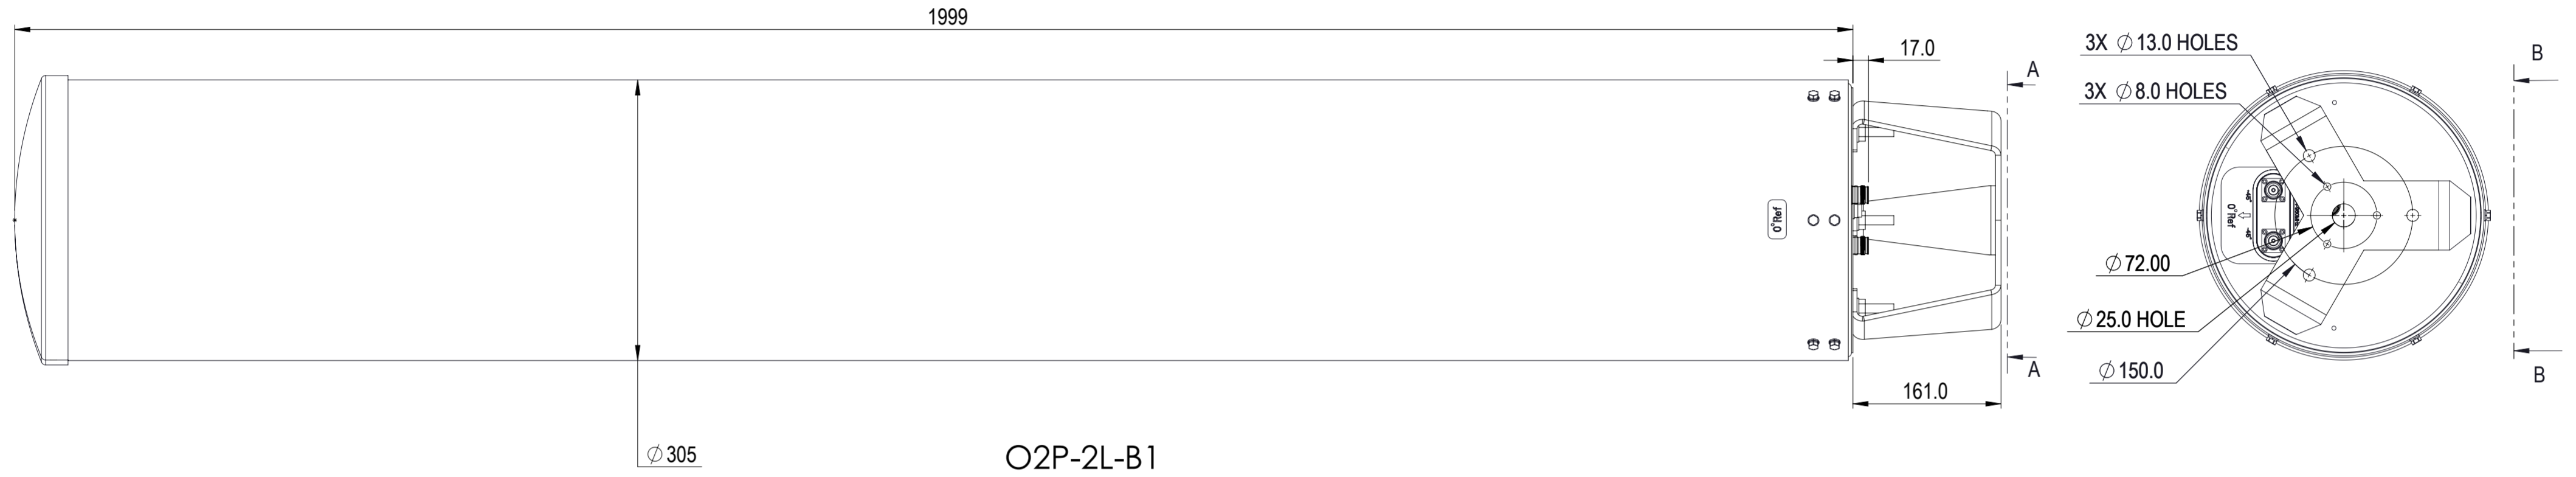 1999
17.0
A
3X Ø 13.0 HOLES
B
3X Ø 8.0 HOLES
0°Ref
0°Ref
Ø 72.00
Ø 25.0 HOLE
A
Ø 150.0
B
161.0
Ø 305
O2P-2L-B1